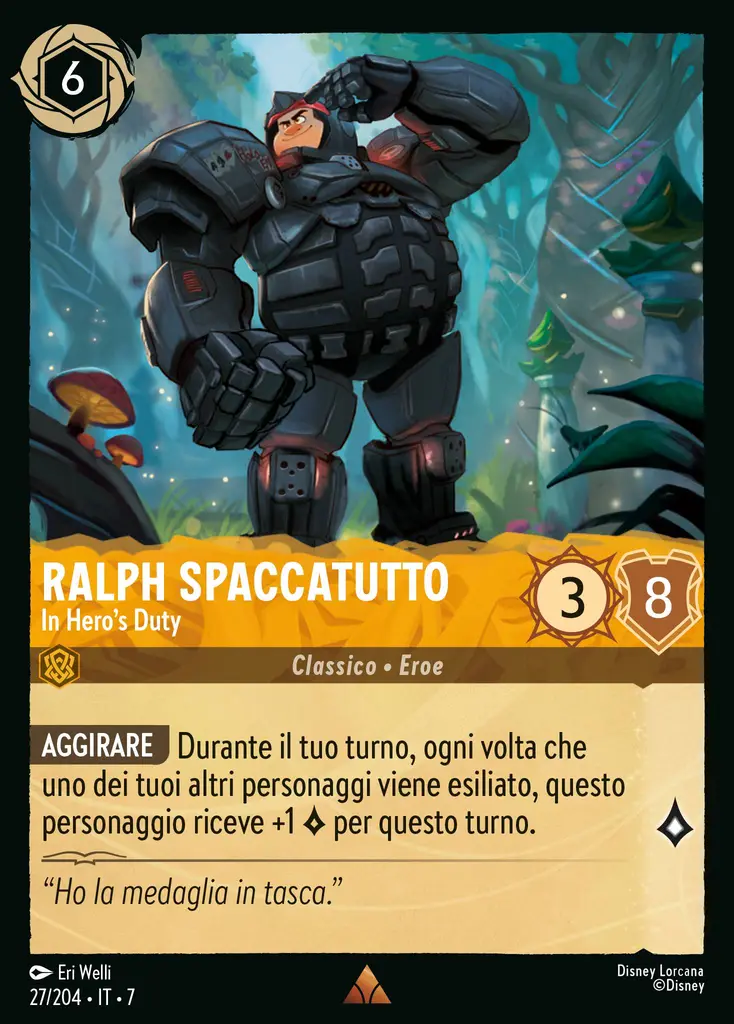 6
RALPH SPACCATUTTO
In Hero's Duty
3
8
Classico • Eroe
AGGIRARE Durante il tuo turno, ogni volta che
uno dei tuoi altri personaggi viene esiliato, questo
personaggio riceve +1 per questo turno.
“Ho la medaglia in tasca.”
Eri Welli
27/204 • IT • 7
Disney Lorcana
©Disney